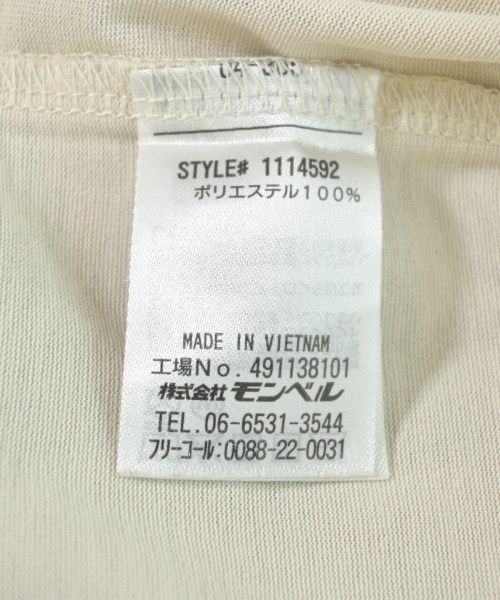 STYLE# 1114592
ポリエステル100%
MADE IN VIETNAM
工場No. 491138101
株式会社 モンベル
TEL. 06-6531-3544
フリーコール:0088-22-0031